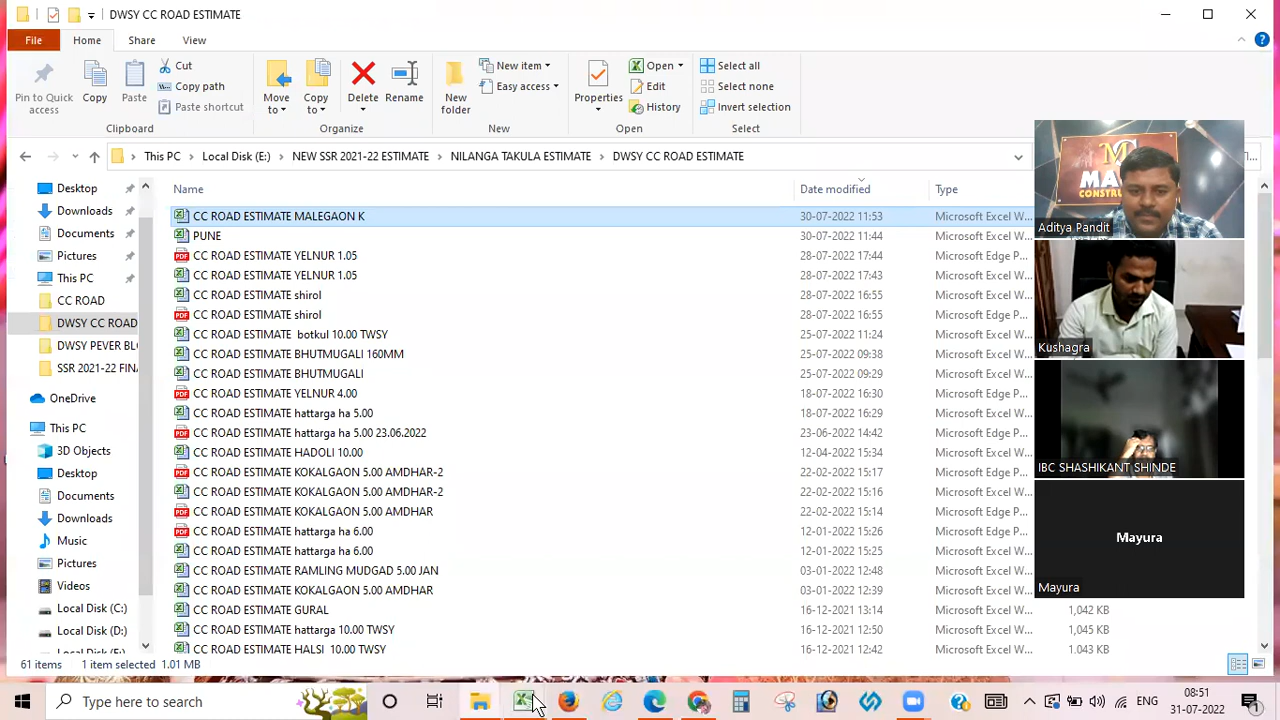 DWSY CC ROAD ESTIMATE
File Home Share View
Pin to Quick access
Copy
Paste
Cut
Copy path
Paste shortcut
Clipboard
Move to
Copy to
Delete
Rename
Organize
New folder
New item
Easy access
New
Properties
Open
Edit
History
Open
Select all
Select none
Invert selection
Select
This PC > Local Disk (E:) > NEW SSR 2021-22 ESTIMATE > NILANGA TAKULA ESTIMATE > DWSY CC ROAD ESTIMATE
Name Date modified Type
Desktop
Downloads
Documents
Pictures
This PC
CC ROAD
DWSY CC ROAD
DWSY PEVER BL
SSR 2021-22 FINA
OneDrive
This PC
3D Objects
Desktop
Documents
Downloads
Music
Pictures
Videos
Local Disk (C:)
Local Disk (D:)
CC ROAD ESTIMATE MALEGAON K 30-07-2022 11:53 Microsoft Excel W...
PUNE 30-07-2022 11:44 Microsoft Excel W...
CC ROAD ESTIMATE YELNUR 1.05 28-07-2022 17:44 Microsoft Edge P...
CC ROAD ESTIMATE YELNUR 1.05 28-07-2022 17:43 Microsoft Excel W...
CC ROAD ESTIMATE shirol 28-07-2022 16:55 Microsoft Excel W...
CC ROAD ESTIMATE shirol 28-07-2022 16:55 Microsoft Edge P...
CC ROAD ESTIMATE botkul 10.00 TWSY 25-07-2022 11:24 Microsoft Excel W...
CC ROAD ESTIMATE BHUTMUGALI 160MM 25-07-2022 09:38 Microsoft Excel W...
CC ROAD ESTIMATE BHUTMUGALI 25-07-2022 09:29 Microsoft Excel W...
CC ROAD ESTIMATE YELNUR 4.00 18-07-2022 16:30 Microsoft Edge P...
CC ROAD ESTIMATE hattarga ha 5.00 18-07-2022 16:29 Microsoft Excel W...
CC ROAD ESTIMATE hattarga ha 5.00 23.06.2022 23-06-2022 14:42 Microsoft Edge P...
CC ROAD ESTIMATE HADOLI 10.00 12-04-2022 15:34 Microsoft Excel W...
CC ROAD ESTIMATE KOKALGAON 5.00 AMDHAR-2 22-02-2022 15:17 Microsoft Edge P...
CC ROAD ESTIMATE KOKALGAON 5.00 AMDHAR-2 22-02-2022 15:16 Microsoft Excel W...
CC ROAD ESTIMATE KOKALGAON 5.00 AMDHAR 22-02-2022 15:14 Microsoft Edge P...
CC ROAD ESTIMATE hattarga ha 6.00 12-01-2022 15:26 Microsoft Edge P...
CC ROAD ESTIMATE hattarga ha 6.00 12-01-2022 15:25 Microsoft Excel W...
CC ROAD ESTIMATE RAMLING MUDGAD 5.00 JAN 03-01-2022 12:48 Microsoft Excel W...
CC ROAD ESTIMATE KOKALGAON 5.00 AMDHAR 03-01-2022 12:39 Microsoft Excel W...
CC ROAD ESTIMATE GURAL 16-12-2021 13:14 Microsoft Excel W... 1,042 KB
CC ROAD ESTIMATE hattarga 10.00 TWSY 16-12-2021 12:50 Microsoft Excel W... 1,045 KB
CC ROAD ESTIMATE HALSI 10.00 TWSY 16-12-2021 12:42 Microsoft Excel W... 1,043 KB
Aditya Pandit
Kushagra
IBC SHASHIKANT SHINDE
Mayura
Mayura
61 items 1 item selected 1.01 MB
Type here to search
ENG
08:51
31-07-2022